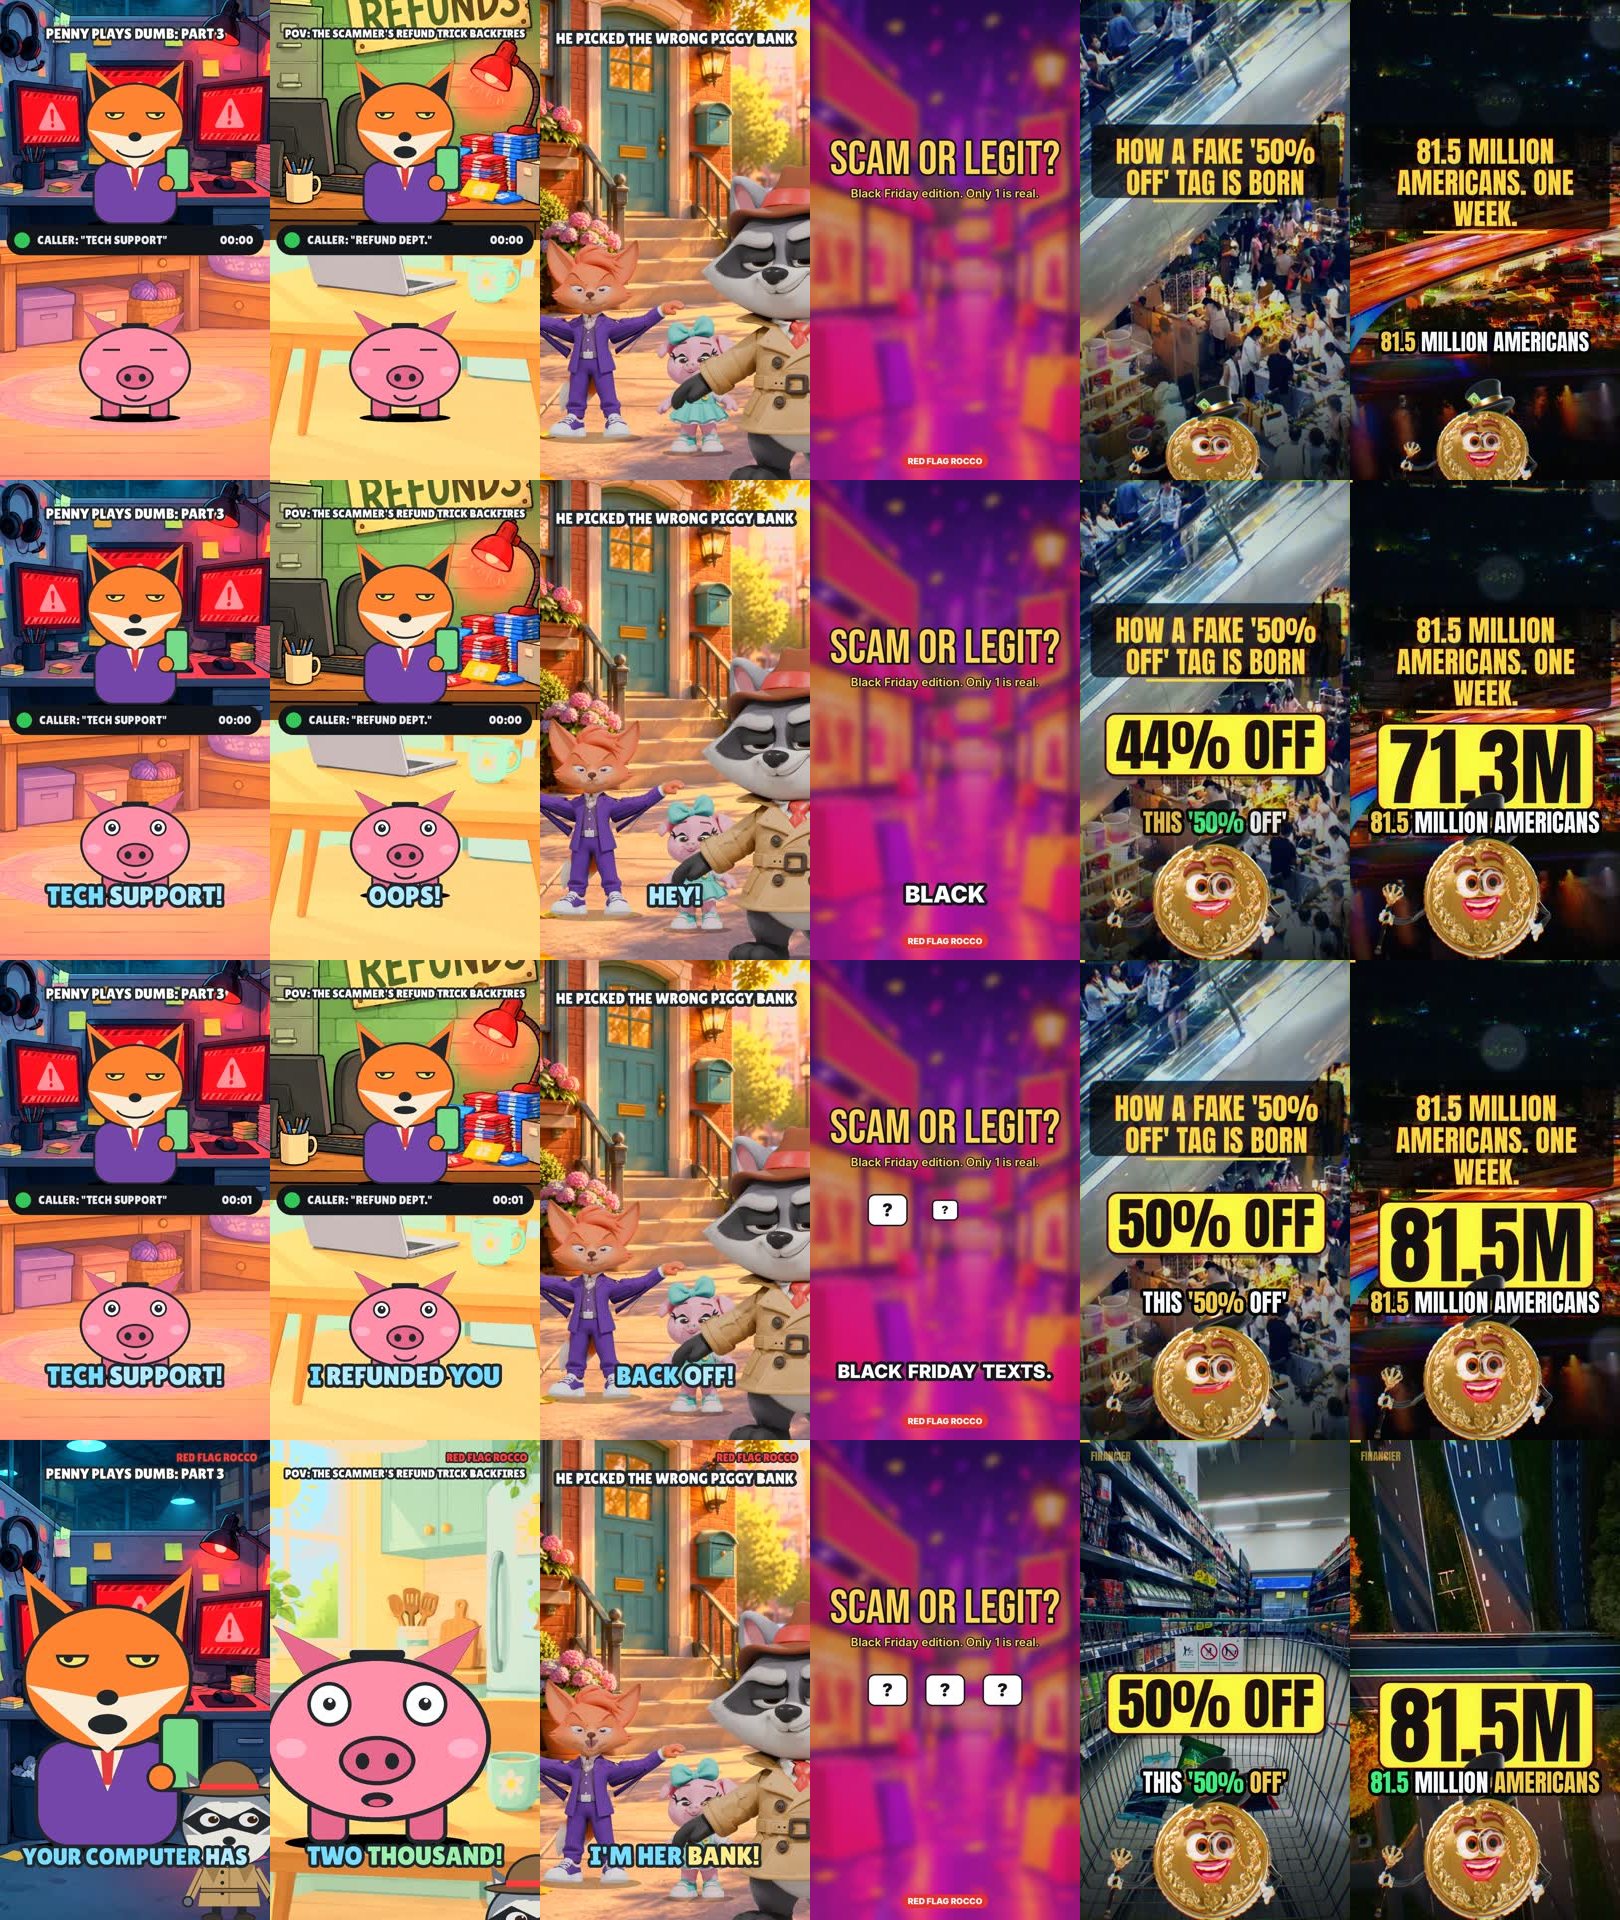 REFUNDS
PENNY PLAYS DUMB: PART 3
POV: THE SCAMMER'S REFUND TRICK BACKFIRES
HE PICKED THE WRONG PIGGY BANK
SCAM OR LEGIT?
Black Friday edition. Only 1 is real.
HOW A FAKE '50%
OFF' TAG IS BORN
81.5 MILLION
AMERICANS. ONE
WEEK.
CALLER: "TECH SUPPORT" 00:00
CALLER: "REFUND DEPT." 00:00
81.5 MILLION AMERICANS
RED FLAG ROCCO
REFUNDS
PENNY PLAYS DUMB: PART 3
POV: THE SCAMMER'S REFUND TRICK BACKFIRES
HE PICKED THE WRONG PIGGY BANK
SCAM OR LEGIT?
Black Friday edition. Only 1 is real.
HOW A FAKE '50%
OFF' TAG IS BORN
81.5 MILLION
AMERICANS. ONE
WEEK.
CALLER: "TECH SUPPORT" 00:00
CALLER: "REFUND DEPT." 00:00
44% OFF
71.3M
THIS '50% OFF'
81.5 MILLION AMERICANS
TECH SUPPORT!
OOPS!
HEY!
BLACK
RED FLAG ROCCO
REFUNDS
PENNY PLAYS DUMB: PART 3
POV: THE SCAMMER'S REFUND TRICK BACKFIRES
HE PICKED THE WRONG PIGGY BANK
SCAM OR LEGIT?
Black Friday edition. Only 1 is real.
HOW A FAKE '50%
OFF' TAG IS BORN
81.5 MILLION
AMERICANS. ONE
WEEK.
CALLER: "TECH SUPPORT" 00:01
CALLER: "REFUND DEPT." 00:01
? ?
50% OFF
81.5M
THIS '50% OFF'
81.5 MILLION AMERICANS
TECH SUPPORT!
I REFUNDED YOU
BACK OFF!
BLACK FRIDAY TEXTS.
RED FLAG ROCCO
RED FLAG ROCCO
PENNY PLAYS DUMB: PART 3
RED FLAG ROCCO
POV: THE SCAMMER'S REFUND TRICK BACKFIRES
RED FLAG ROCCO
HE PICKED THE WRONG PIGGY BANK
FINANCIER
FINANCIER
SCAM OR LEGIT?
Black Friday edition. Only 1 is real.
? ? ?
50% OFF
81.5M
THIS '50% OFF'
81.5 MILLION AMERICANS
YOUR COMPUTER HAS
TWO THOUSAND!
I'M HER BANK!
RED FLAG ROCCO